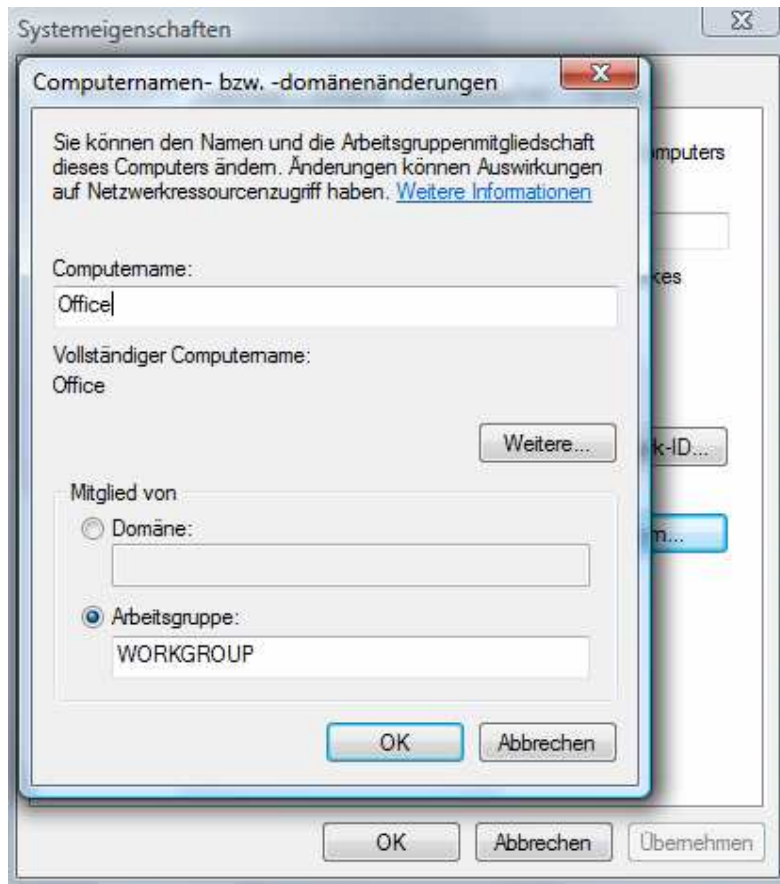 Systemeigenschaften
Computernamen- bzw. -domänenänderungen
Sie können den Namen und die Arbeitsgruppenmitgliedschaft
dieses Computers ändern. Änderungen können Auswirkungen
auf Netzwerkressourcenzugriff haben. Weitere Informationen
Computername:
Office
Vollständiger Computername:
Office
Weitere...
Mitglied von
Domäne:
Arbeitsgruppe:
WORKGROUP
OK Abbrechen
OK Abbrechen Übernehmen